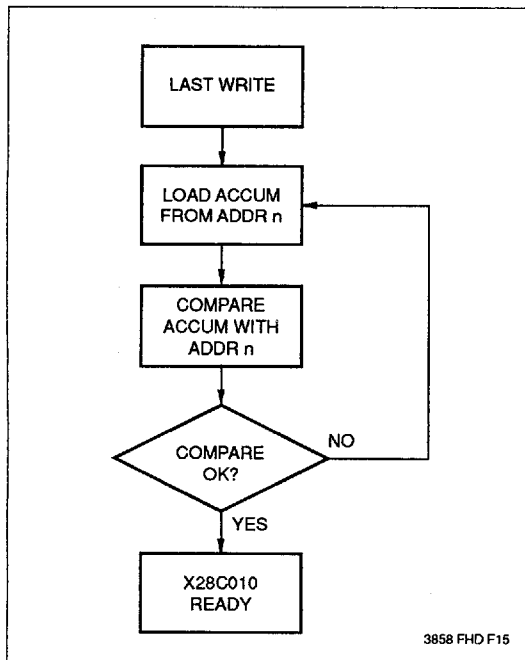 LAST WRITE
LOAD ACCUM
FROM ADDR n
COMPARE
ACCUM WITH
ADDR n
COMPARE
OK?
NO
YES
X28C010
READY
3858 FHD F15